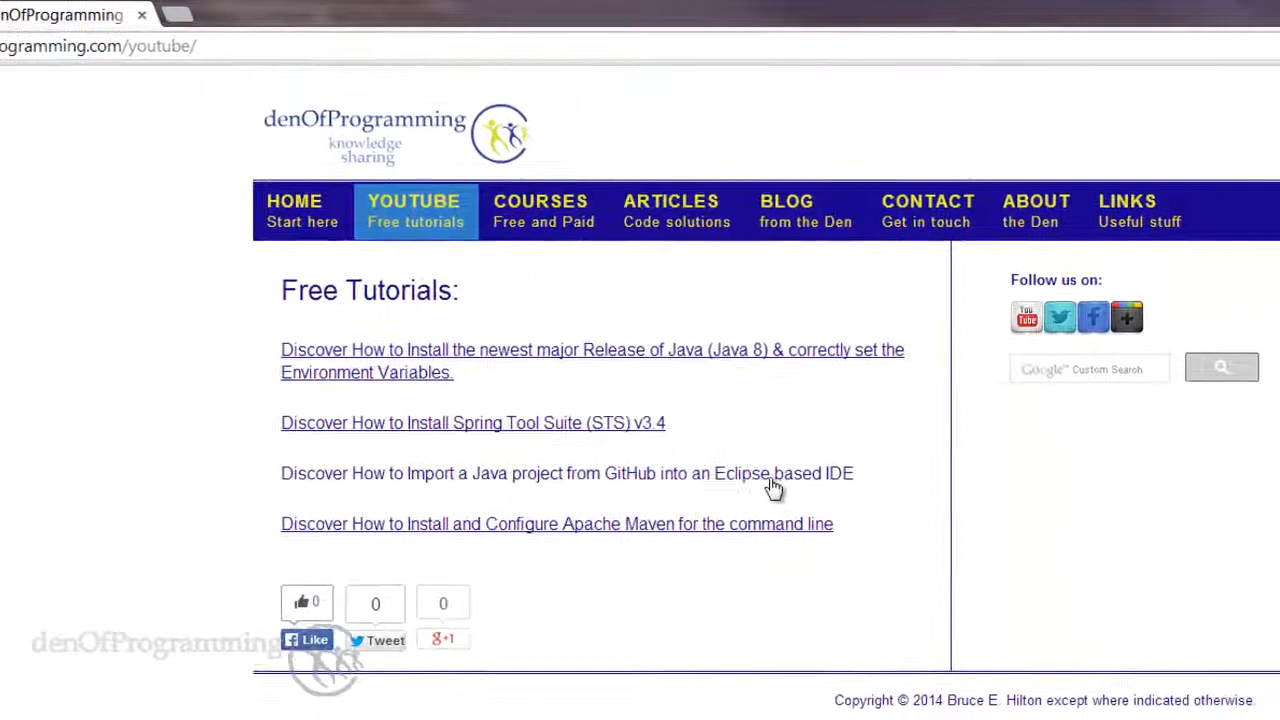 nOfProgramming
ogramming.com/youtube/
denOfProgramming
knowledge
sharing
HOME YOUTUBE COURSES ARTICLES BLOG CONTACT ABOUT LINKS
Start here Free tutorials Free and Paid Code solutions from the Den Get in touch the Den Useful stuff
Free Tutorials:
Follow us on:
You Tube
Discover How to Install the newest major Release of Java (Java 8) & correctly set the
Environment Variables.
Google™ Custom Search
Discover How to Install Spring Tool Suite (STS) v3.4
Discover How to Import a Java project from GitHub into an Eclipse based IDE
Discover How to Install and Configure Apache Maven for the command line
0 0 0
Like Tweet g+1
denOfProgramming
Copyright © 2014 Bruce E. Hilton except where indicated otherwise.